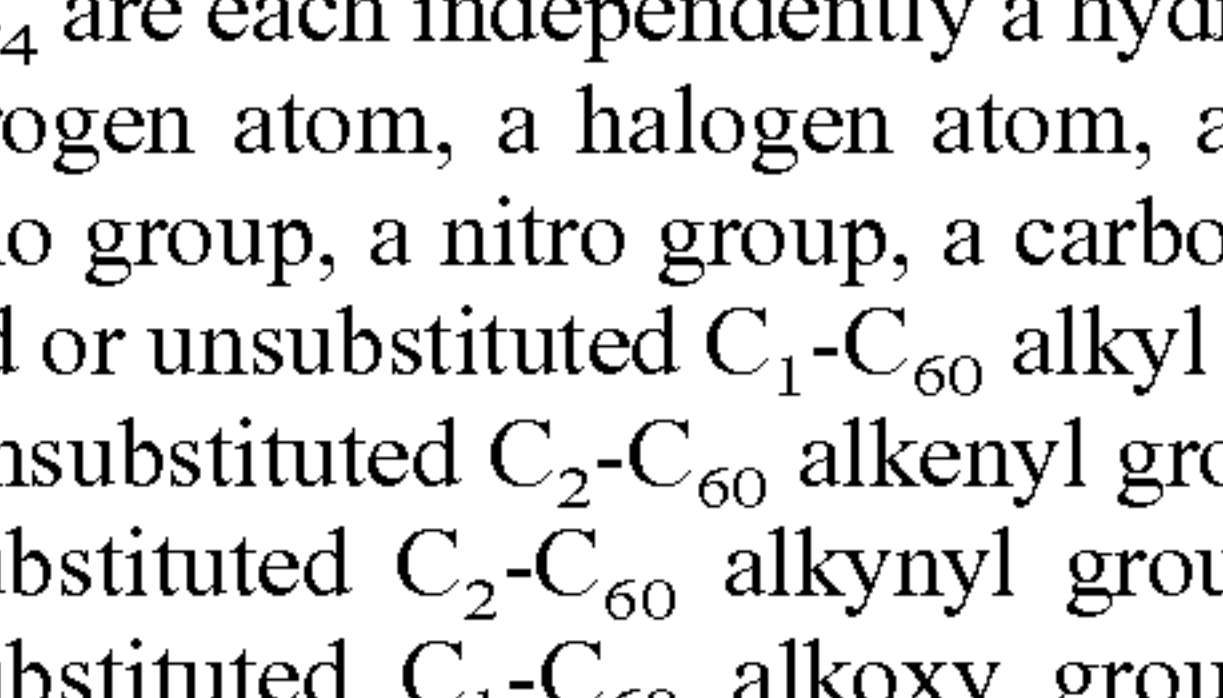 ₄ are each independently a hyd
ogen atom, a halogen atom, a
o group, a nitro group, a carbo
d or unsubstituted C₁-C₆₀ alkyl
nsubstituted C₂-C₆₀ alkenyl gro
bstituted C₂-C₆₀ alkynyl grou
bstituted C₁-C₆₀ alkoxy grou